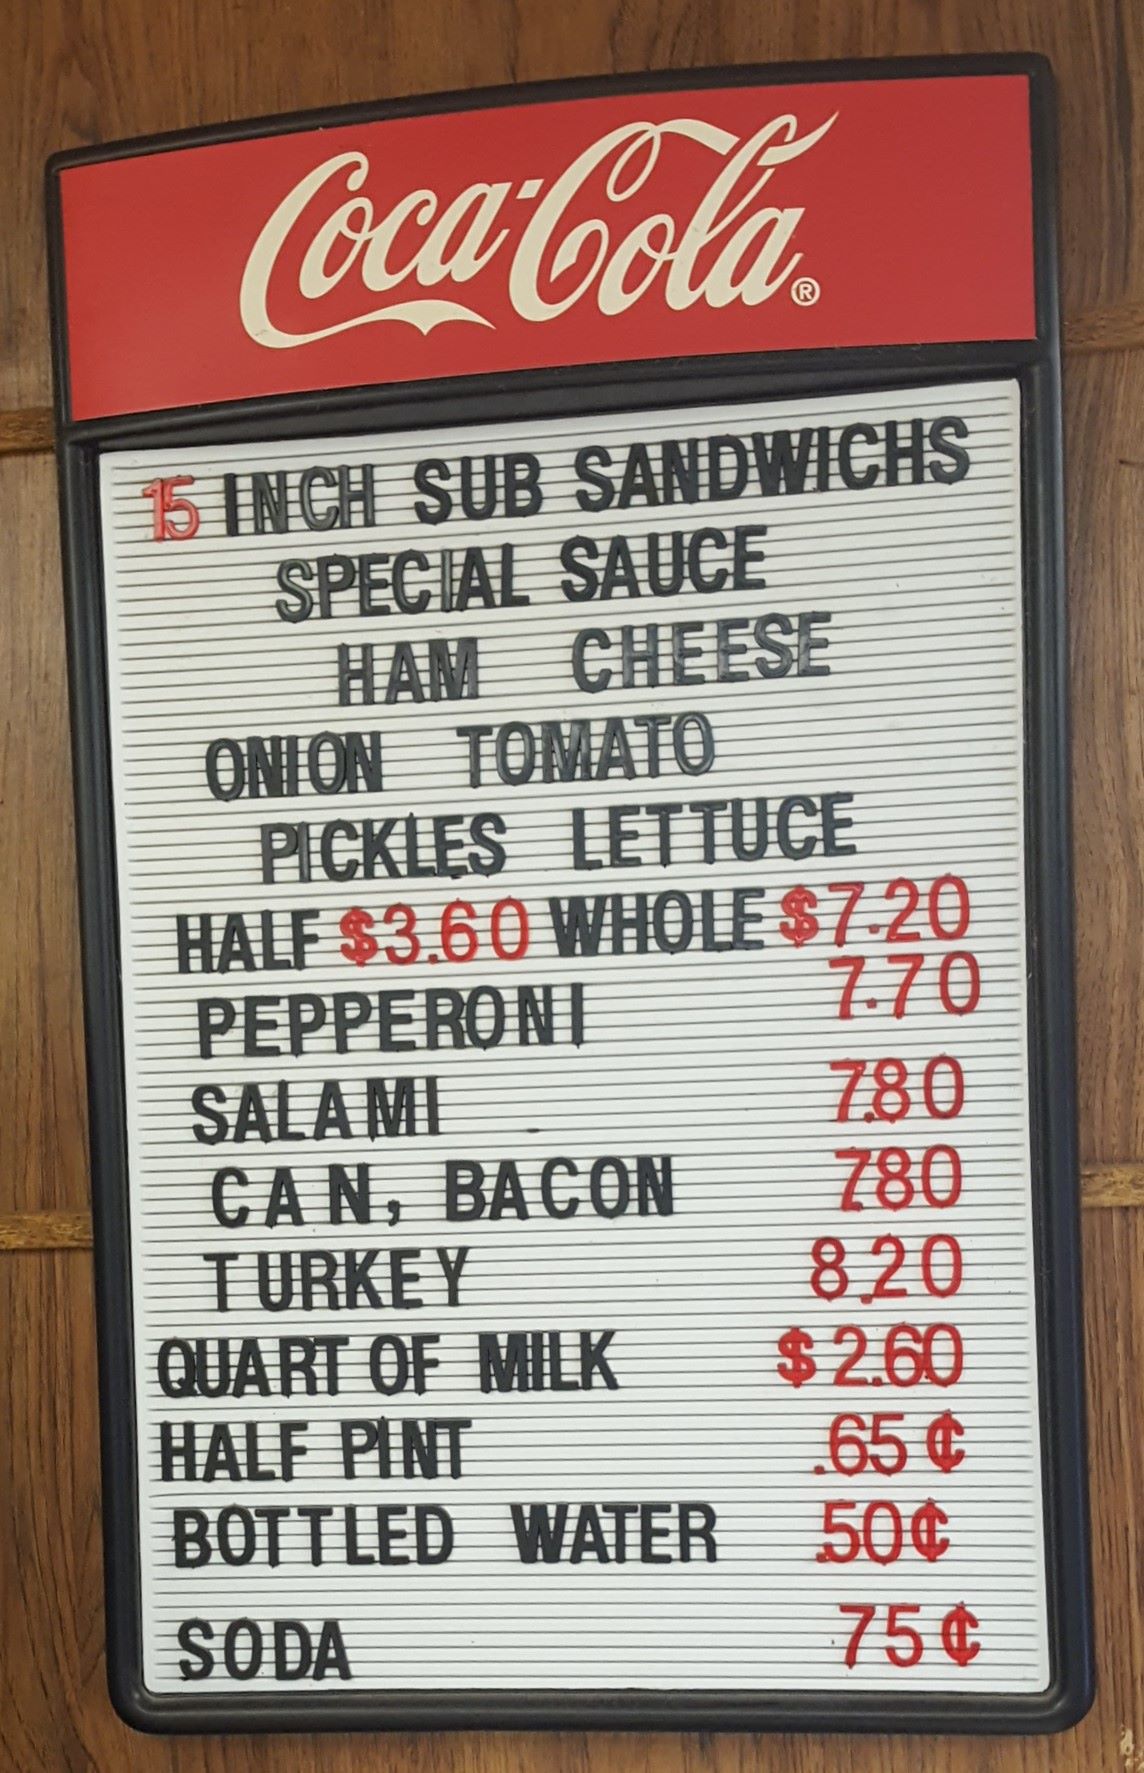 Coca-Cola®
15 INCH SUB SANDWICHS
SPECIAL SAUCE
HAM CHEESE
ONION TOMATO
PICKLES LETTUCE
HALF $3.60 WHOLE $7.20
PEPPERONI 7.70
SALAMI 7.80
CAN, BACON 7.80
TURKEY 8.20
QUART OF MILK $2.60
HALF PINT .65¢
BOTTLED WATER .50¢
SODA 75¢